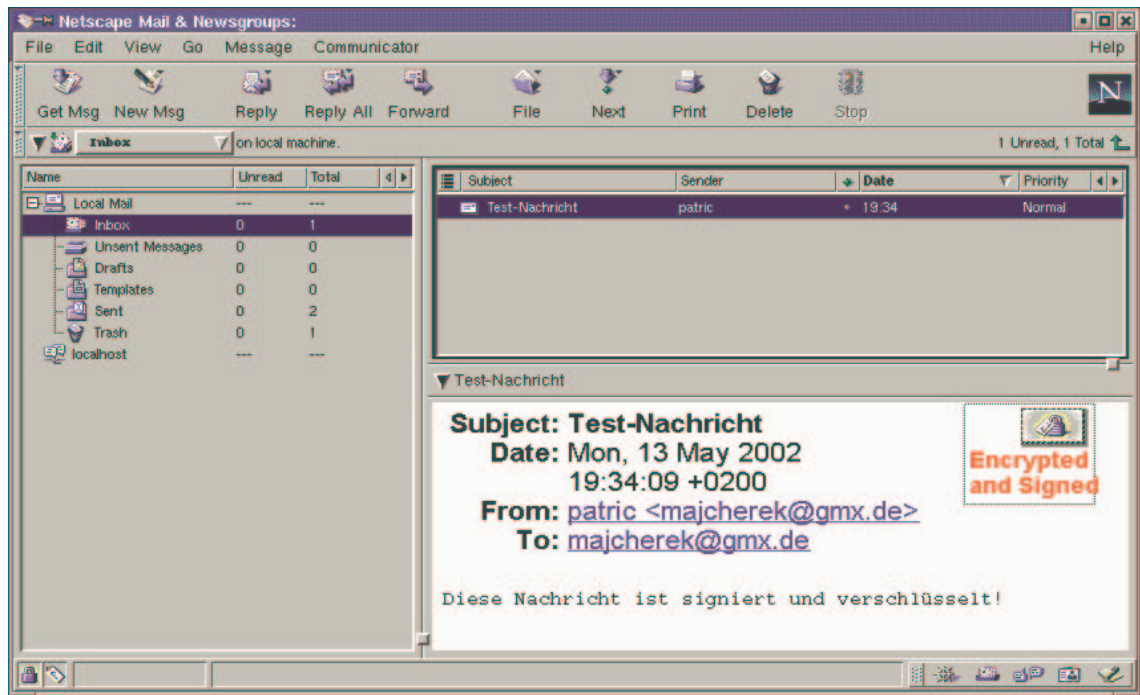 Netscape Mail & Newsgroups:
File Edit View Go Message Communicator Help
Get Msg New Msg Reply Reply All Forward File Next Print Delete Stop N
Inbox on local machine. 1 Unread, 1 Total
Name Unread Total
Local Mail --- ---
Inbox 0 1
Unsent Messages 0 0
Drafts 0 0
Templates 0 0
Sent 0 2
Trash 0 1
localhost --- ---
Subject Sender Date Priority
Test-Nachricht patric 19:34 Normal
Test-Nachricht
Subject: Test-Nachricht
Date: Mon, 13 May 2002
19:34:09 +0200
From: patric <majcherek@gmx.de>
To: majcherek@gmx.de
Encrypted
and Signed
Diese Nachricht ist signiert und verschlüsselt!